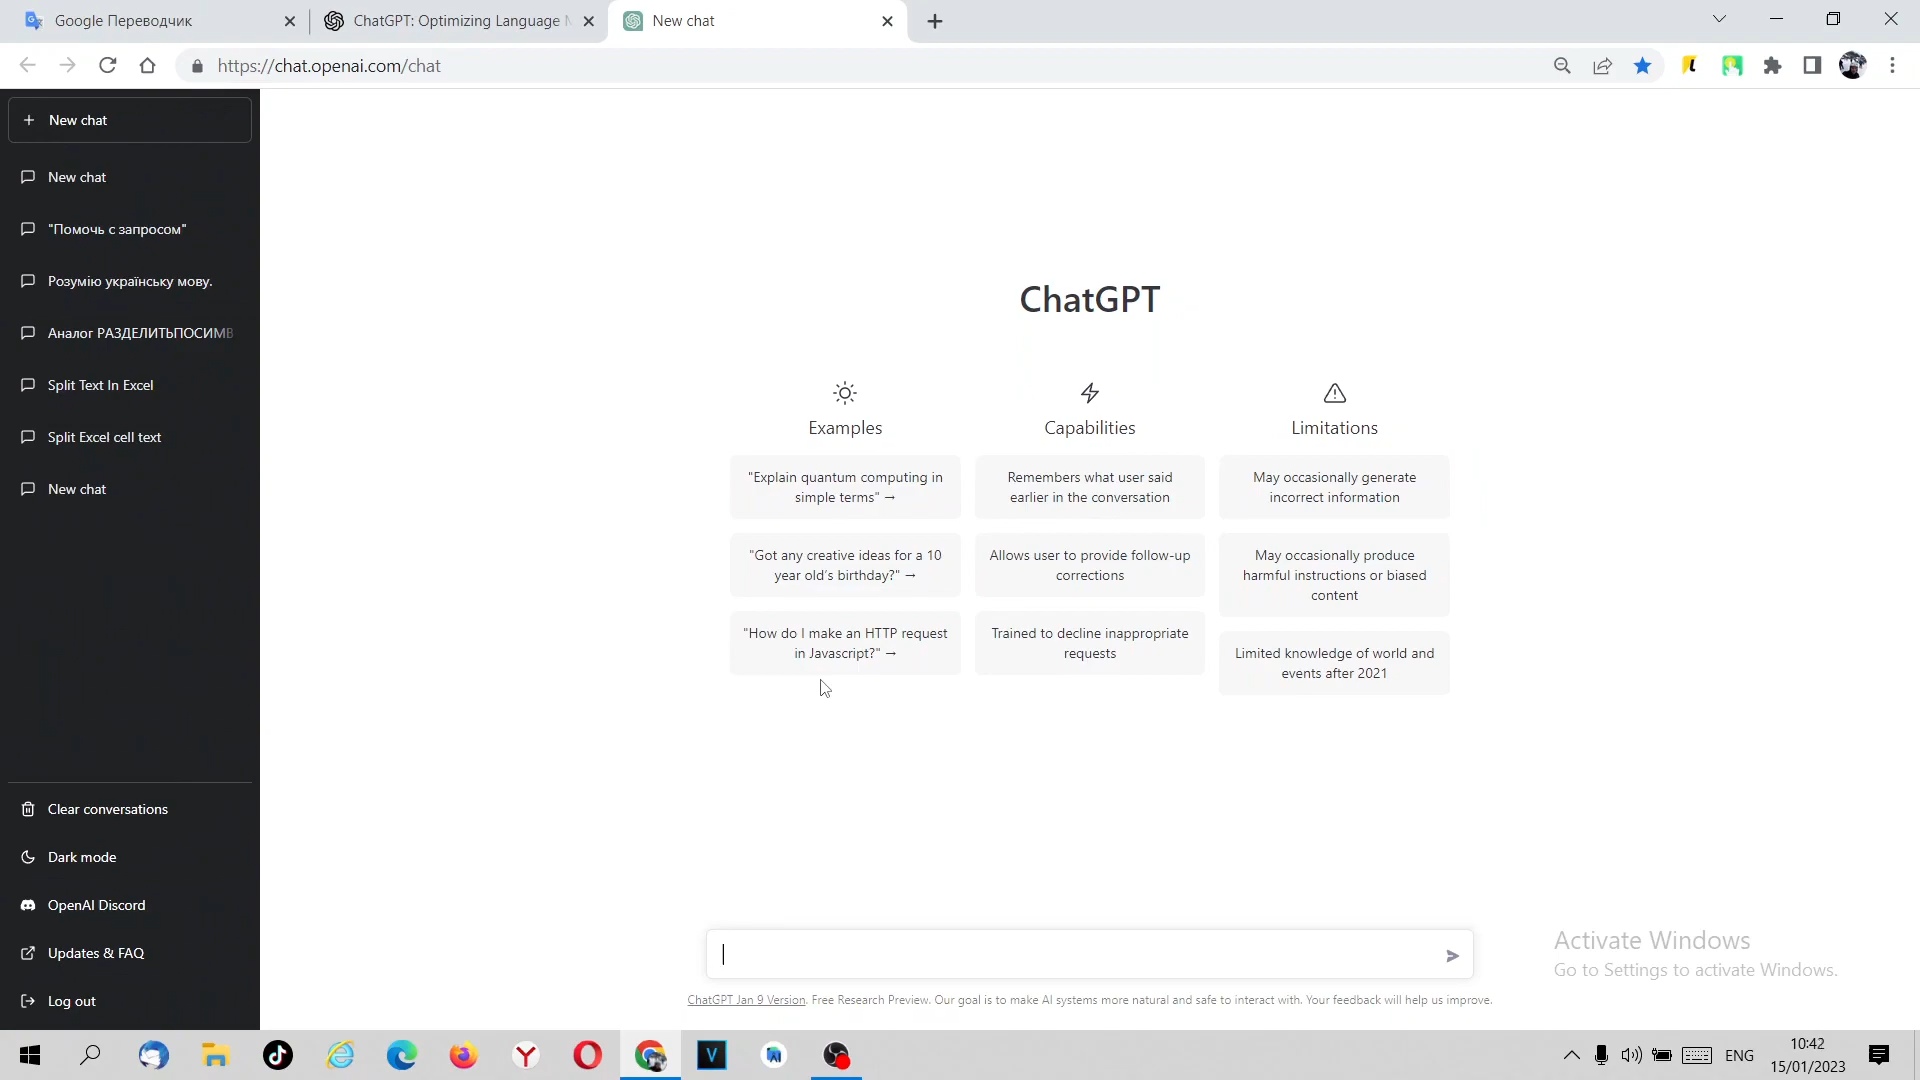 Google Переводчик
ChatGPT: Optimizing Language
New chat
https://chat.openai.com/chat
New chat
New chat
"Помочь с запросом"
Розумію українську мову.
Аналог РАЗДЕЛИТЬПОСИМВ
Split Text In Excel
Split Excel cell text
New chat
Clear conversations
Dark mode
OpenAI Discord
Updates & FAQ
Log out
ChatGPT
Examples
"Explain quantum computing in
simple terms" →
"Got any creative ideas for a 10
year old's birthday?" →
"How do I make an HTTP request
in Javascript?" →
Capabilities
Remembers what user said
earlier in the conversation
Allows user to provide follow-up
corrections
Trained to decline inappropriate
requests
Limitations
May occasionally generate
incorrect information
May occasionally produce
harmful instructions or biased
content
Limited knowledge of world and
events after 2021
ChatGPT Jan 9 Version. Free Research Preview. Our goal is to make AI systems more natural and safe to interact with. Your feedback will help us improve.
Activate Windows
Go to Settings to activate Windows.
ENG
10:42
15/01/2023